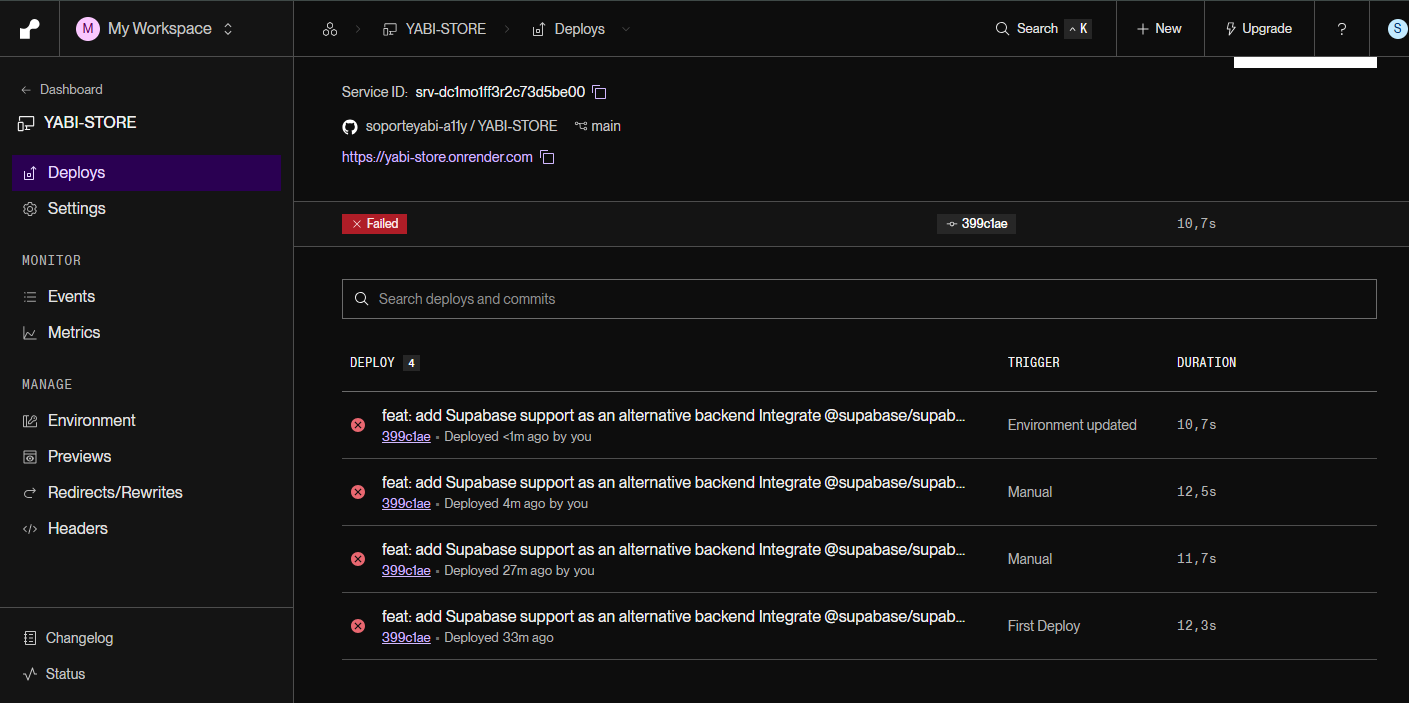 M My Workspace
YABI-STORE
Deploys
Search ^ K
+ New
Upgrade
?
S
← Dashboard
YABI-STORE
Deploys
Settings
MONITOR
Events
Metrics
MANAGE
Environment
Previews
Redirects/Rewrites
Headers
Changelog
Status
Service ID: srv-dc1mo1ff3r2c73d5be00
soporteyabi-a11y / YABI-STORE main
https://yabi-store.onrender.com
Failed 399c1ae 10,7s
Search deploys and commits
DEPLOY 4 TRIGGER DURATION
feat: add Supabase support as an alternative backend Integrate @supabase/supab...
399c1ae • Deployed <1m ago by you
Environment updated 10,7s
feat: add Supabase support as an alternative backend Integrate @supabase/supab...
399c1ae • Deployed 4m ago by you
Manual 12,5s
feat: add Supabase support as an alternative backend Integrate @supabase/supab...
399c1ae • Deployed 27m ago by you
Manual 11,7s
feat: add Supabase support as an alternative backend Integrate @supabase/supab...
399c1ae • Deployed 33m ago
First Deploy 12,3s